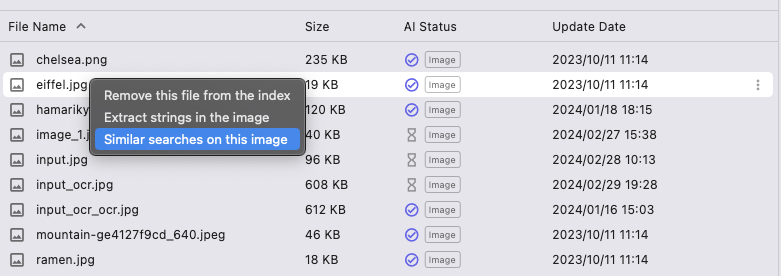 File Name Size AI Status Update Date
chelsea.png 235 KB Image 2023/10/11 11:14
eiffel.jpg 19 KB Image 2023/10/11 11:14
Remove this file from the index
hamariky 120 KB Image 2024/01/18 18:15
Extract strings in the image
image_1.j 40 KB Image 2024/02/27 15:38
Similar searches on this image
input.jpg 96 KB Image 2024/02/28 10:13
input_ocr.jpg 608 KB Image 2024/02/29 19:28
input_ocr_ocr.jpg 612 KB Image 2024/01/16 15:03
mountain-ge4127f9cd_640.jpeg 46 KB Image 2023/10/11 11:14
ramen.jpg 18 KB Image 2023/10/11 11:14